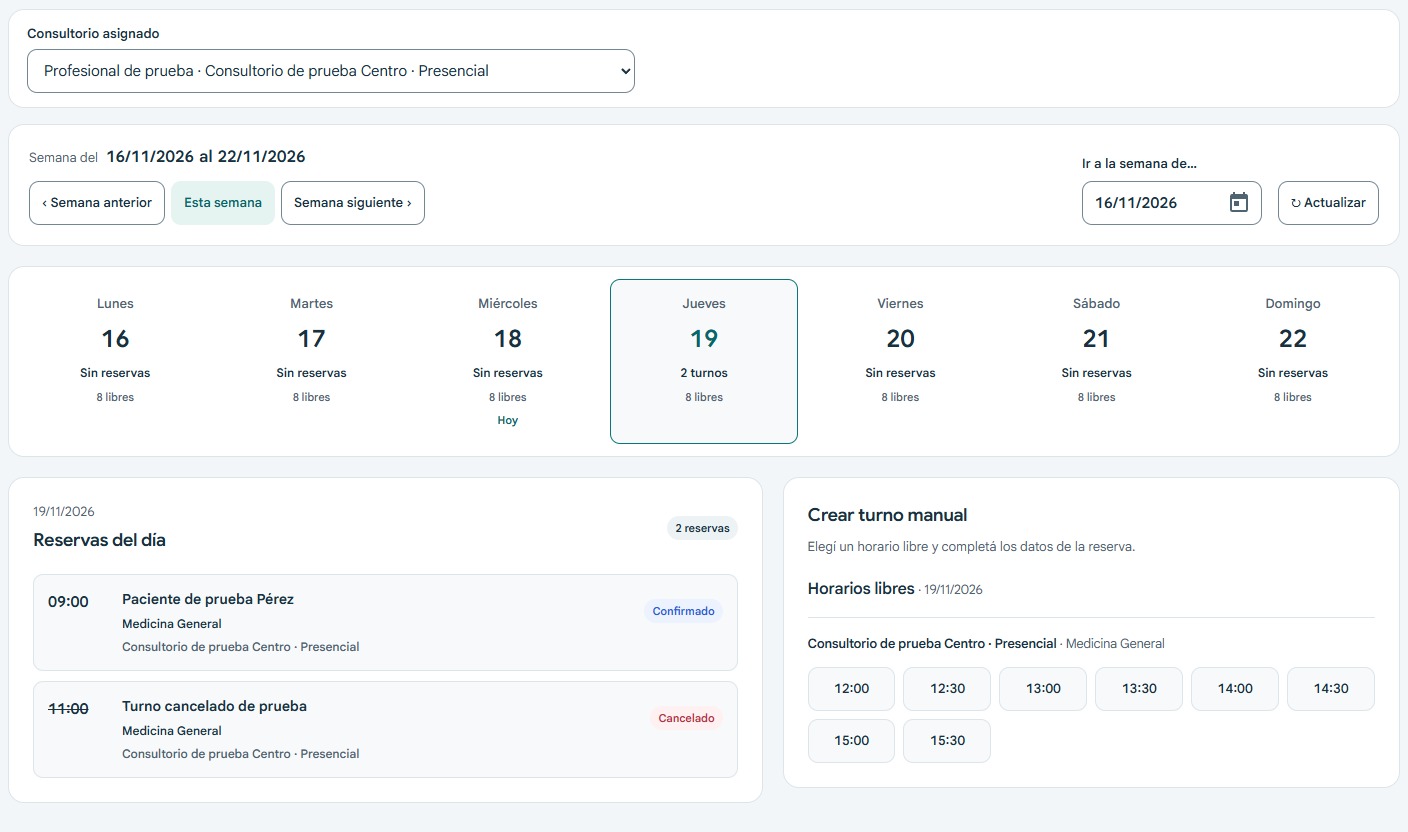 Consultorio asignado
Profesional de prueba · Consultorio de prueba Centro · Presencial
Semana del 16/11/2026 al 22/11/2026
‹ Semana anterior
Esta semana
Semana siguiente ›
Ir a la semana de...
16/11/2026
↻ Actualizar
Lunes
16
Sin reservas
8 libres
Martes
17
Sin reservas
8 libres
Miércoles
18
Sin reservas
8 libres
Hoy
Jueves
19
2 turnos
8 libres
Viernes
20
Sin reservas
8 libres
Sábado
21
Sin reservas
8 libres
Domingo
22
Sin reservas
8 libres
19/11/2026
Reservas del día
2 reservas
09:00
Paciente de prueba Pérez
Medicina General
Consultorio de prueba Centro · Presencial
Confirmado
11:00
Turno cancelado de prueba
Medicina General
Consultorio de prueba Centro · Presencial
Cancelado
Crear turno manual
Elegí un horario libre y completá los datos de la reserva.
Horarios libres · 19/11/2026
Consultorio de prueba Centro · Presencial · Medicina General
12:00
12:30
13:00
13:30
14:00
14:30
15:00
15:30